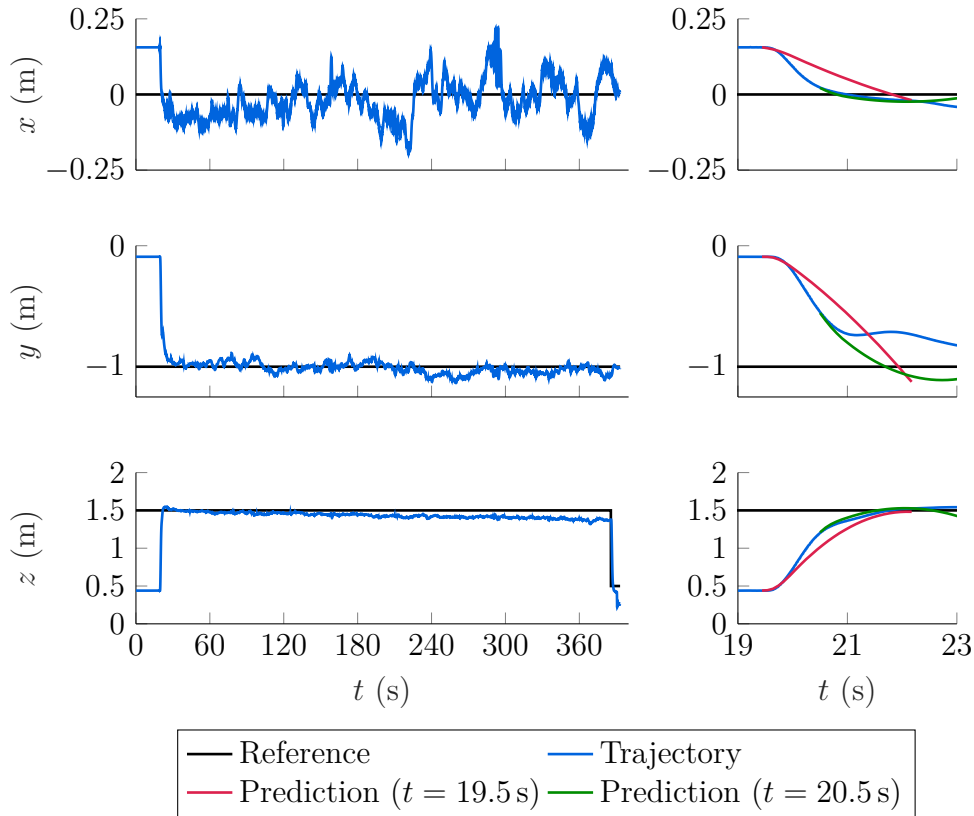 0.25
0
−0.25
x (m)
0.25
0
−0.25
0
−1
y (m)
0
−1
2
1.5
1
0.5
0
z (m)
0 60 120 180 240 300 360
t (s)
2
1.5
1
0.5
0
19 21 23
t (s)
Reference
Trajectory
Prediction (t = 19.5 s)
Prediction (t = 20.5 s)